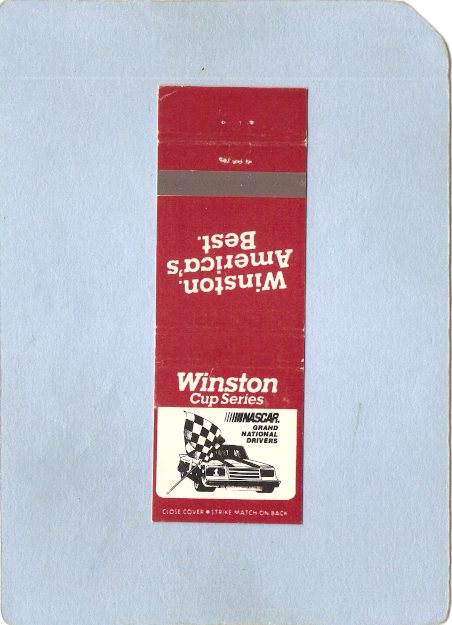 Winston.
America's
Best.
Winston
Cup Series
NASCAR
GRAND
NATIONAL
DRIVERS
CLOSE COVER ★ STRIKE MATCH ON BACK